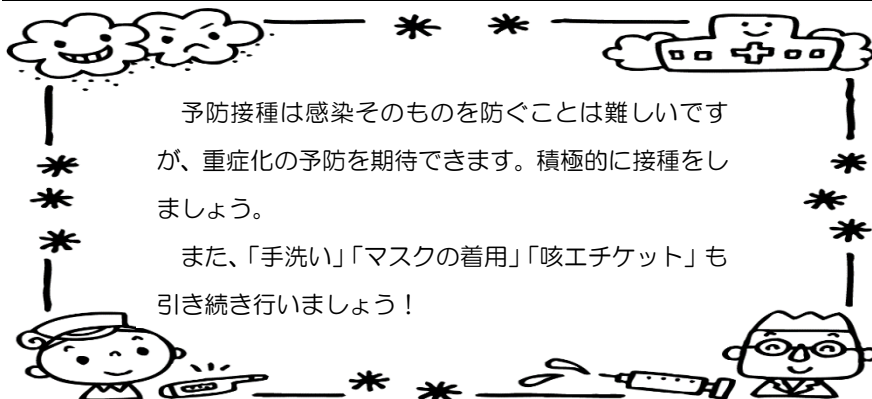 予防接種は感染そのものを防ぐことは難しいです
が、重症化の予防を期待できます。積極的に接種をし
ましょう。
また、「手洗い」「マスクの着用」「咳エチケット」も
引き続き行いましょう！